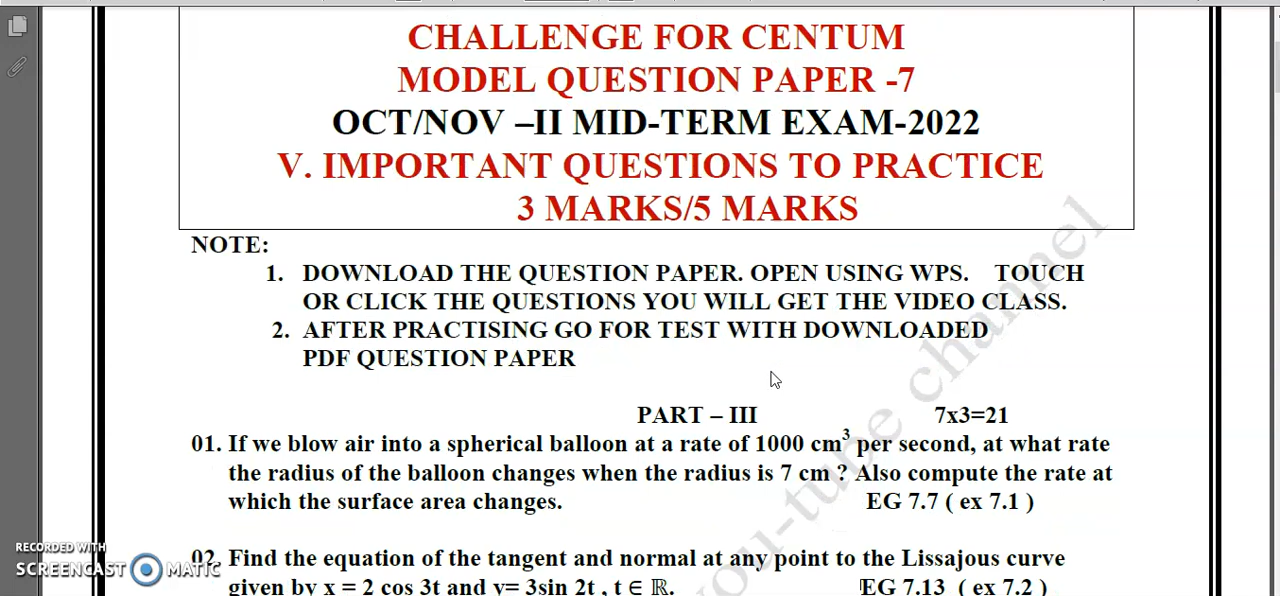 CHALLENGE FOR CENTUM
MODEL QUESTION PAPER -7
OCT/NOV –II MID-TERM EXAM-2022
V. IMPORTANT QUESTIONS TO PRACTICE
3 MARKS/5 MARKS
NOTE:
1. DOWNLOAD THE QUESTION PAPER. OPEN USING WPS. TOUCH
OR CLICK THE QUESTIONS YOU WILL GET THE VIDEO CLASS.
2. AFTER PRACTISING GO FOR TEST WITH DOWNLOADED
PDF QUESTION PAPER
PART – III 7x3=21
01. If we blow air into a spherical balloon at a rate of 1000 cm³ per second, at what rate
the radius of the balloon changes when the radius is 7 cm ? Also compute the rate at
which the surface area changes. EG 7.7 ( ex 7.1 )
02. Find the equation of the tangent and normal at any point to the Lissajous curve
given by x = 2 cos 3t and y= 3sin 2t , t ∈ ℝ. EG 7.13 ( ex 7.2 )
you-tube channel
RECORDED WITH
SCREENCAST MATIC